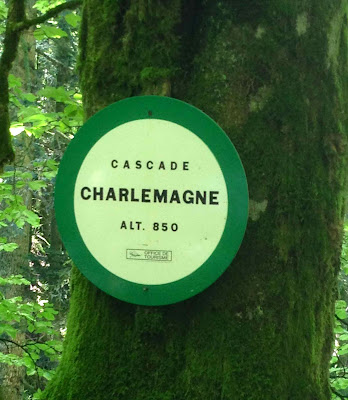 CASCADE
CHARLEMAGNE
ALT. 850
OFFICE DE
TOURISME